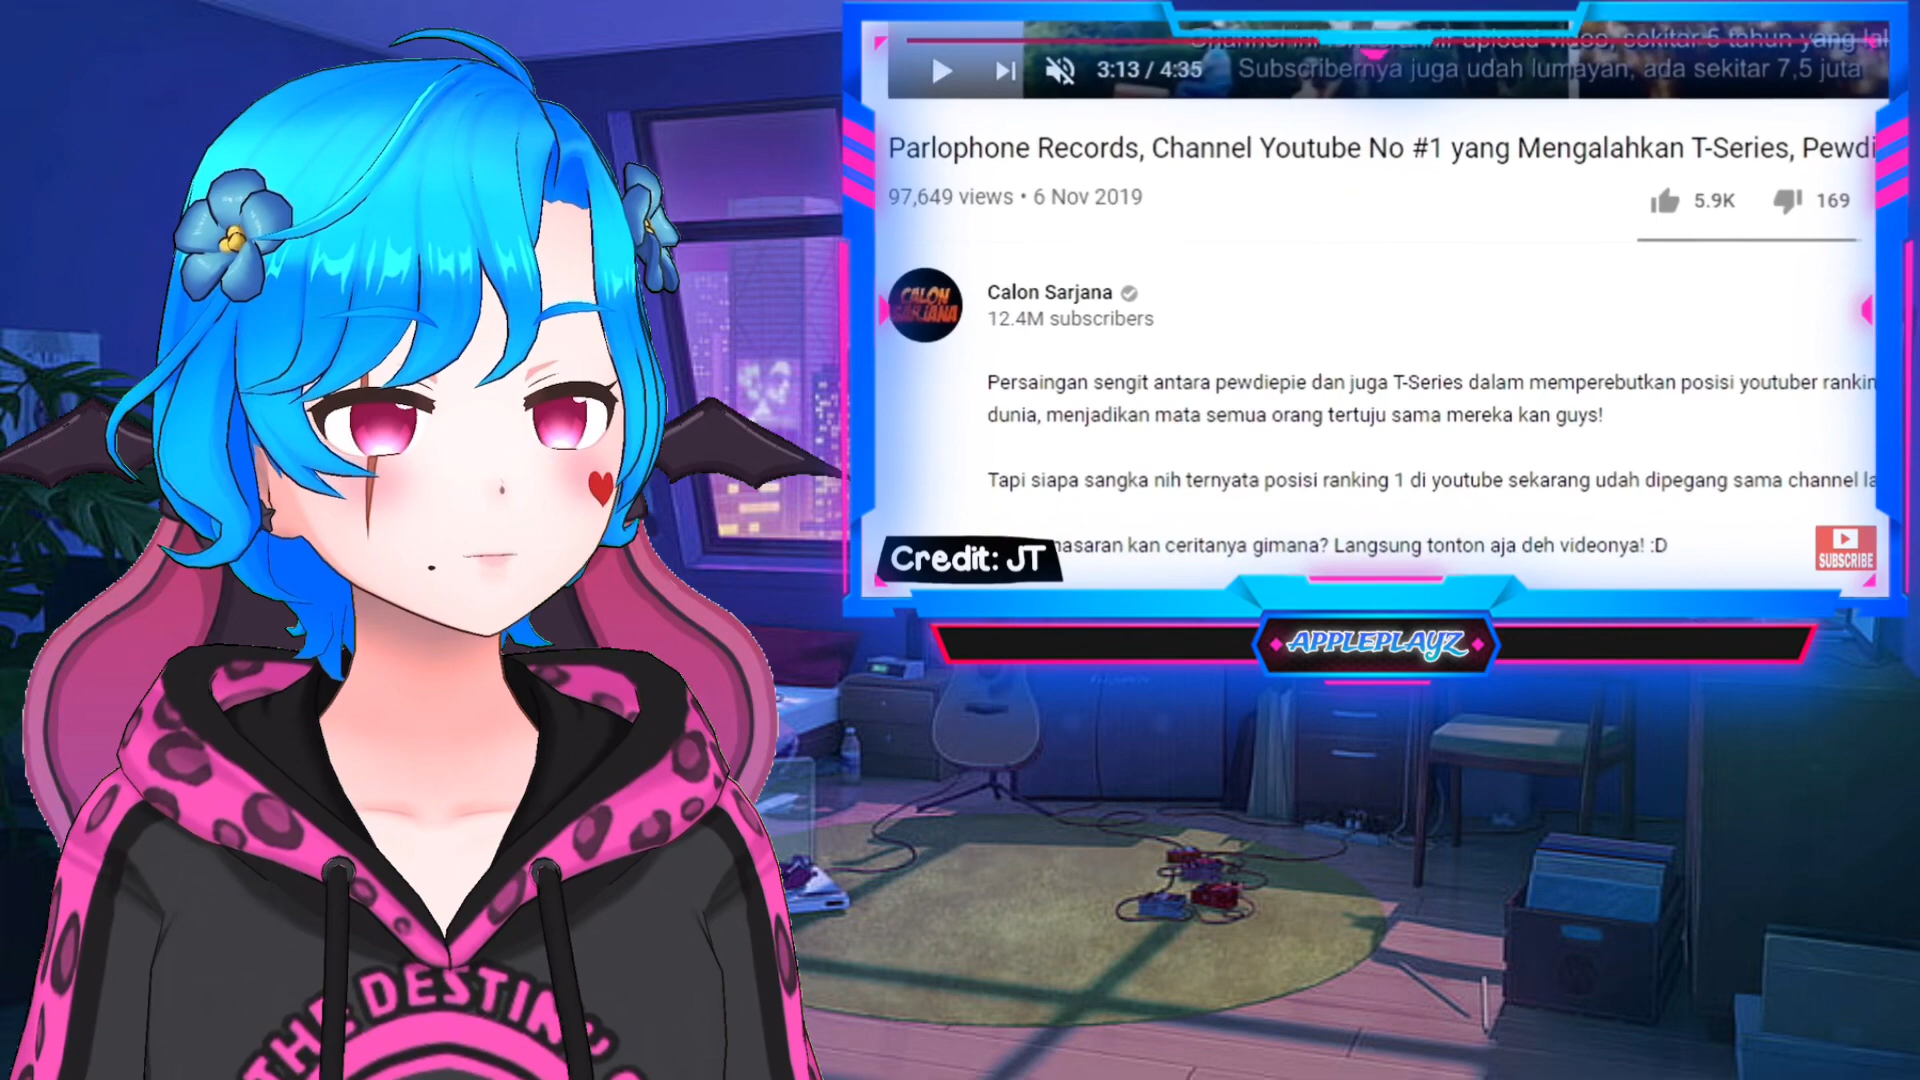 3:13 / 4:35
Subscribernya juga udah lumayan, ada sekitar 7,5 juta
Parlophone Records, Channel Youtube No #1 yang Mengalahkan T-Series, Pewdi
97,649 views • 6 Nov 2019
5.9K
169
CALON SARJANA
Calon Sarjana
12.4M subscribers
Persaingan sengit antara pewdiepie dan juga T-Series dalam memperebutkan posisi youtuber rankin
dunia, menjadikan mata semua orang tertuju sama mereka kan guys!
Tapi siapa sangka nih ternyata posisi ranking 1 di youtube sekarang udah dipegang sama channel la
nasaran kan ceritanya gimana? Langsung tonton aja deh videonya! :D
Credit: JT
SUBSCRIBE
APPLEPLAYZ
THE DESTIN